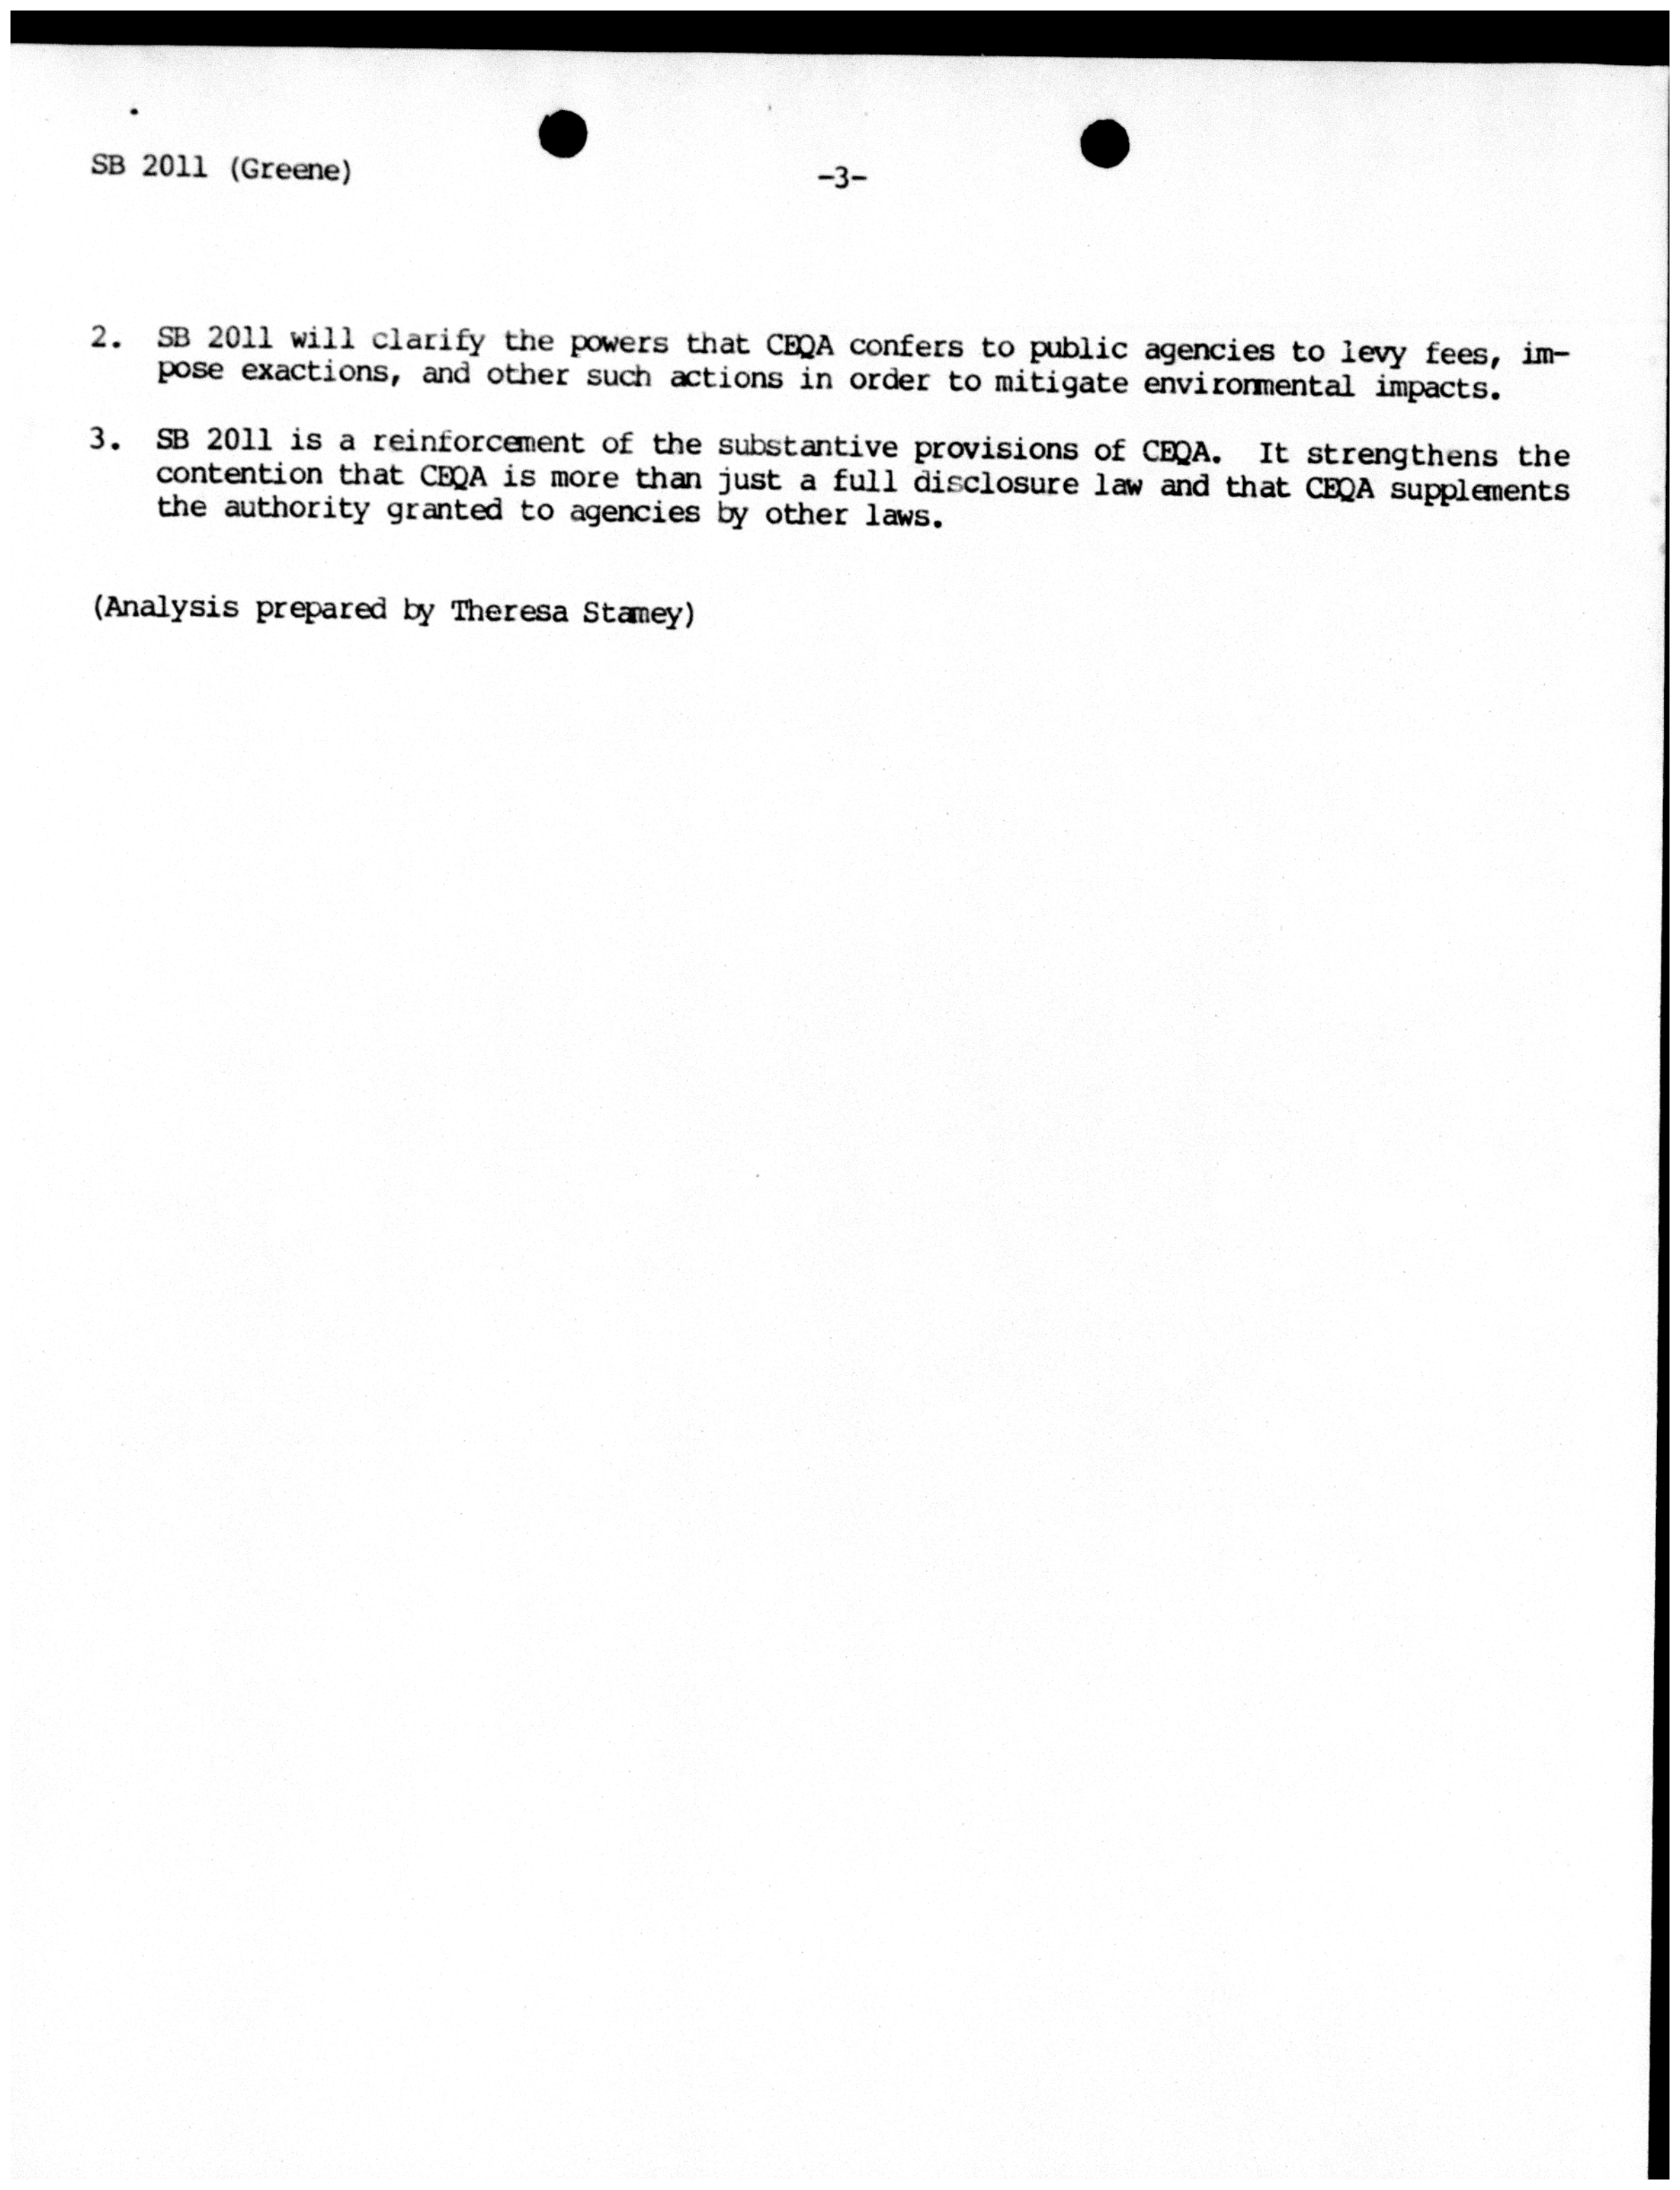 SB 2011 (Greene)
-3-
2. SB 2011 will clarify the powers that CEQA confers to public agencies to levy fees, im-
pose exactions, and other such actions in order to mitigate environmental impacts.
3. SB 2011 is a reinforcement of the substantive provisions of CEQA. It strengthens the
contention that CEQA is more than just a full disclosure law and that CEQA supplements
the authority granted to agencies by other laws.
(Analysis prepared by Theresa Stamey)